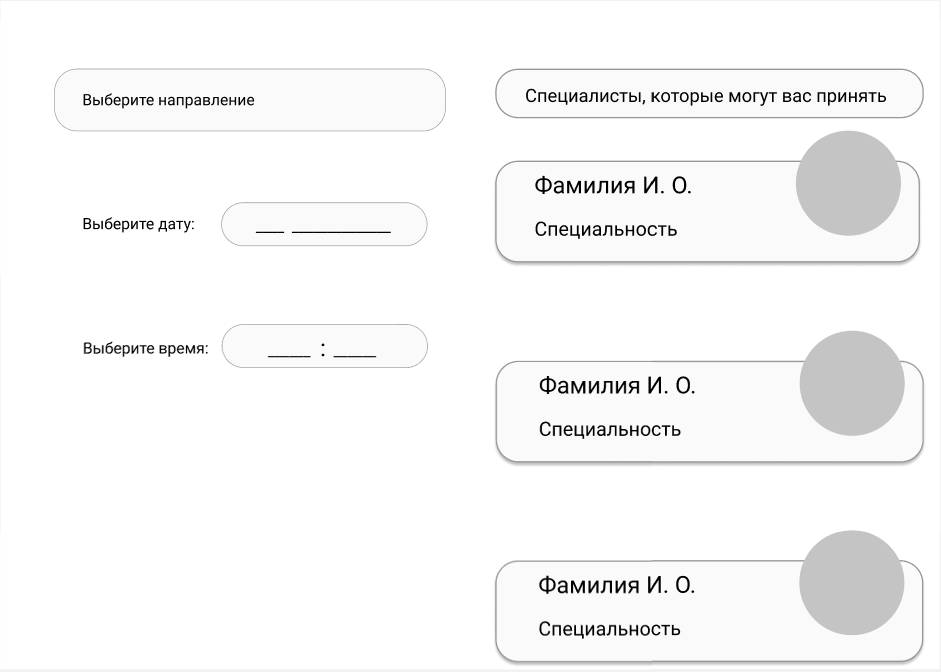 Выберите направление
Выберите дату: ___ __________
Выберите время: ____ : ____
Специалисты, которые могут вас принять
Фамилия И. О.
Специальность
Фамилия И. О.
Специальность
Фамилия И. О.
Специальность